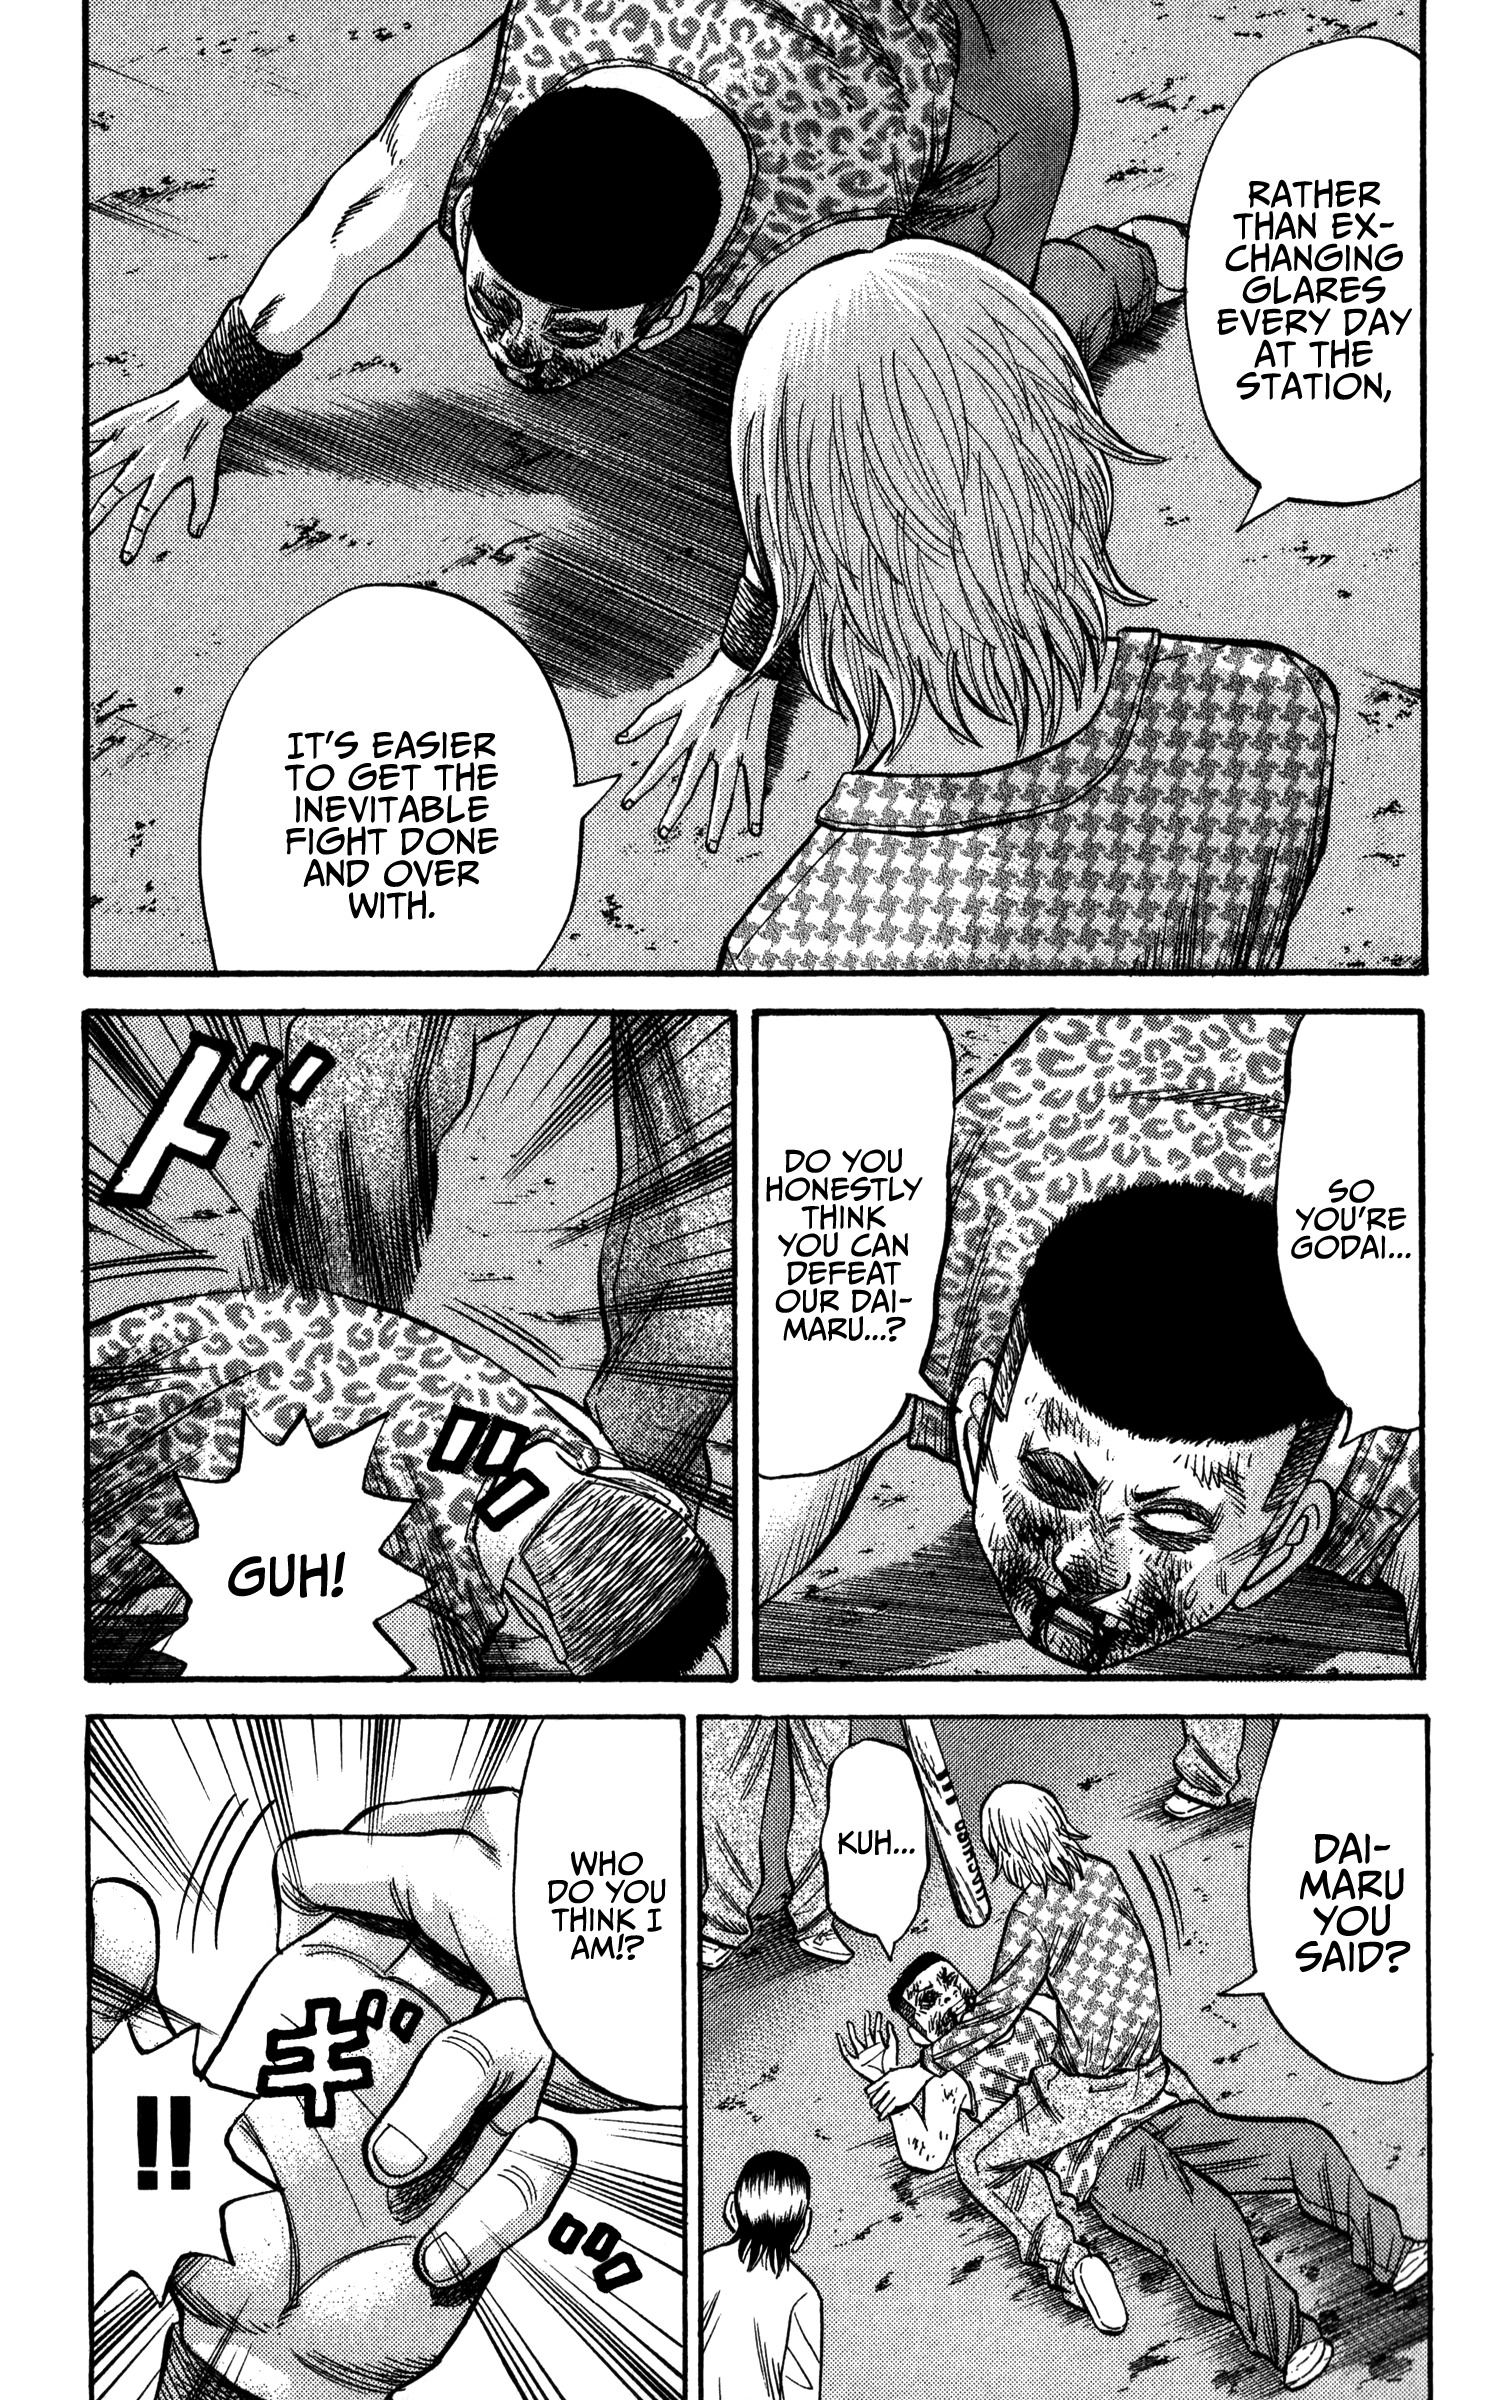 RATHER
THAN EX-
CHANGING
GLARES
EVERY DAY
AT THE
STATION,
IT'S EASIER
TO GET THE
INEVITABLE
FIGHT DONE
AND OVER
WITH.
SO
YOU'RE
GODAI...
DO YOU
HONESTLY
THINK
YOU CAN
DEFEAT
OUR DAI-
MARU...?
ド
GUH!
DAI-
MARU
YOU
SAID?
KUH...
WHO
DO YOU
THINK I
AM!?
ギ
!!